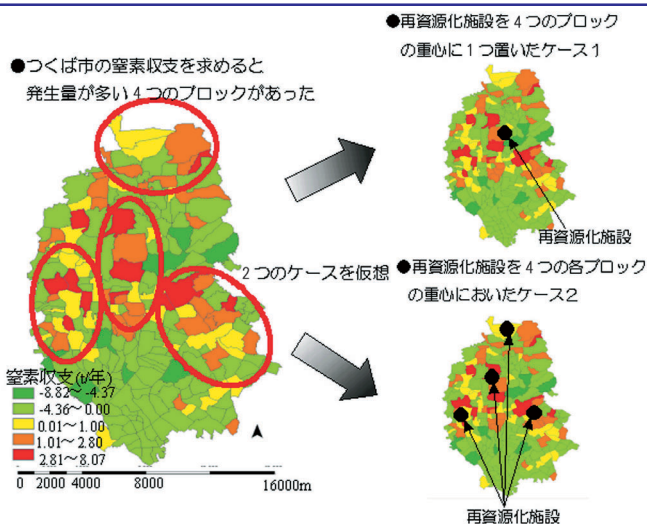 ●つくば市の窒素収支を求めると
発生量が多い4つのブロックがあった
●再資源化施設を4つのブロック
の重心に1つ置いたケース1
再資源化施設
2つのケースを仮想
●再資源化施設を4つの各ブロック
の重心においたケース2
再資源化施設
窒素収支(t/年)
-8.82～-4.37
-4.36～0.00
0.01～1.00
1.01～2.80
2.81～8.07
0 2000 4000 8000 16000m